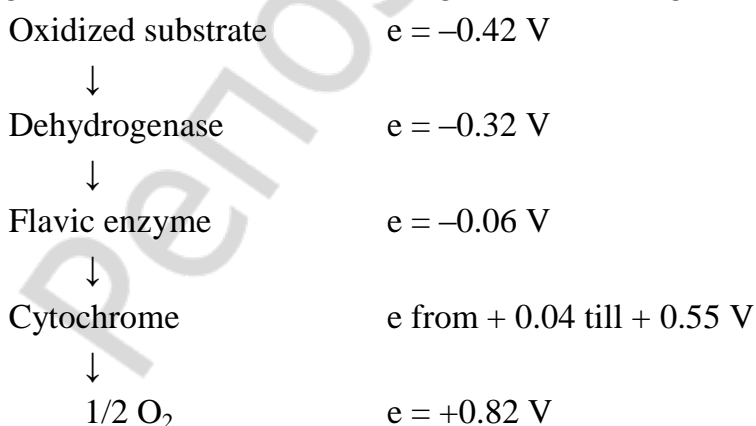 Oxidized substrate e = –0.42 V
↓
Dehydrogenase e = –0.32 V
↓
Flavic enzyme e = –0.06 V
↓
Cytochrome e from + 0.04 till + 0.55 V
↓
1/2 O₂ e = +0.82 V